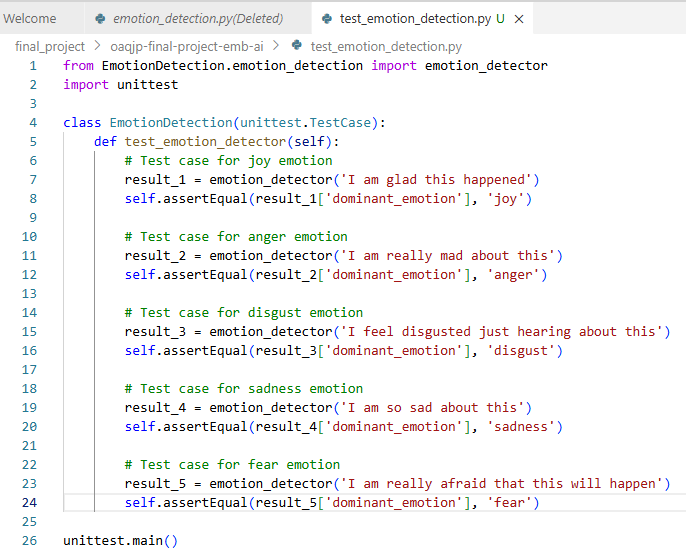 Welcome emotion_detection.py(Deleted) test_emotion_detection.py U ×
final_project > oaqjp-final-project-emb-ai > test_emotion_detection.py
1 from EmotionDetection.emotion_detection import emotion_detector
2 import unittest
3
4 class EmotionDetection(unittest.TestCase):
5     def test_emotion_detector(self):
6         # Test case for joy emotion
7         result_1 = emotion_detector('I am glad this happened')
8         self.assertEqual(result_1['dominant_emotion'], 'joy')
9
10         # Test case for anger emotion
11         result_2 = emotion_detector('I am really mad about this')
12         self.assertEqual(result_2['dominant_emotion'], 'anger')
13
14         # Test case for disgust emotion
15         result_3 = emotion_detector('I feel disgusted just hearing about this')
16         self.assertEqual(result_3['dominant_emotion'], 'disgust')
17
18         # Test case for sadness emotion
19         result_4 = emotion_detector('I am so sad about this')
20         self.assertEqual(result_4['dominant_emotion'], 'sadness')
21
22         # Test case for fear emotion
23         result_5 = emotion_detector('I am really afraid that this will happen')
24         self.assertEqual(result_5['dominant_emotion'], 'fear')
25
26 unittest.main()